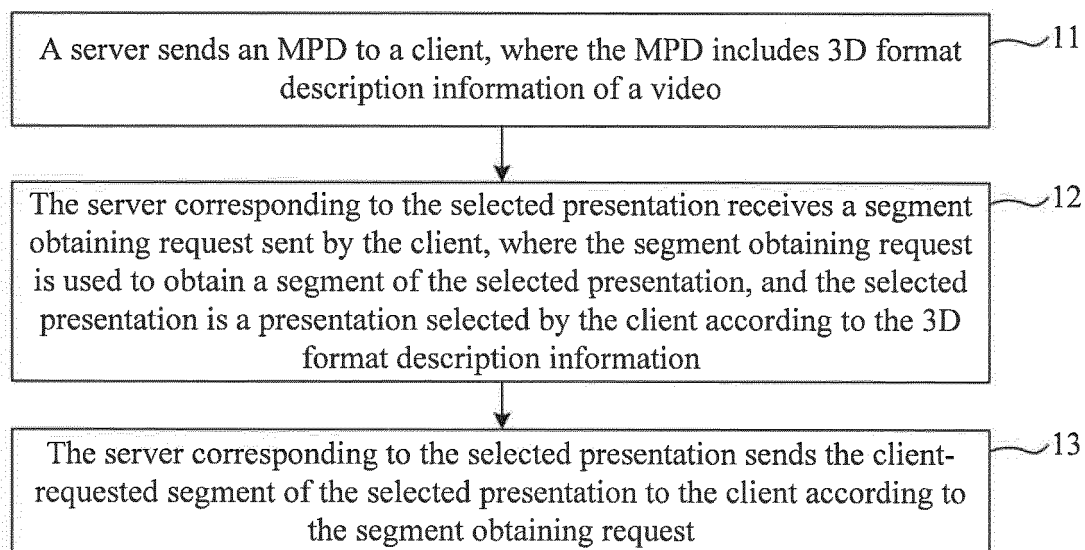 A server sends an MPD to a client, where the MPD includes 3D format
description information of a video
11
The server corresponding to the selected presentation receives a segment
obtaining request sent by the client, where the segment obtaining request
is used to obtain a segment of the selected presentation, and the selected
presentation is a presentation selected by the client according to the 3D
format description information
12
The server corresponding to the selected presentation sends the client-
requested segment of the selected presentation to the client according to
the segment obtaining request
13